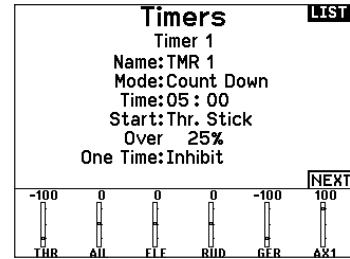 Timers LIST
Timer 1
Name: TMR 1
Mode: Count Down
Time: 05 : 00
Start: Thr. Stick
Over 25%
One Time: Inhibit
NEXT
-100 0 0 0 -100 100
THR AIL ELE RUD GER AX1